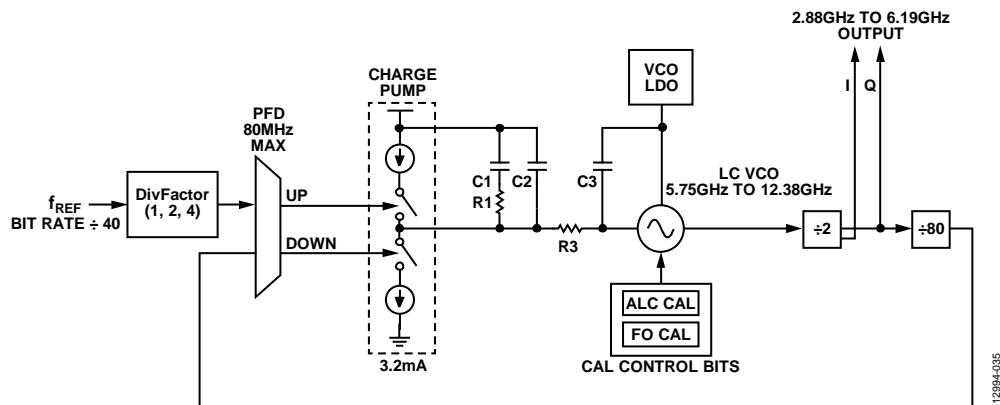 2.88GHz TO 6.19GHz
OUTPUT
I Q
VCO
LDO
CHARGE
PUMP
PFD
80MHz
MAX
C1
R1
C2
C3
LC VCO
5.75GHz TO 12.38GHz
fREF
BIT RATE ÷ 40
DivFactor
(1, 2, 4)
UP
DOWN
R3
÷2
÷80
ALC CAL
FO CAL
CAL CONTROL BITS
3.2mA
12994-035